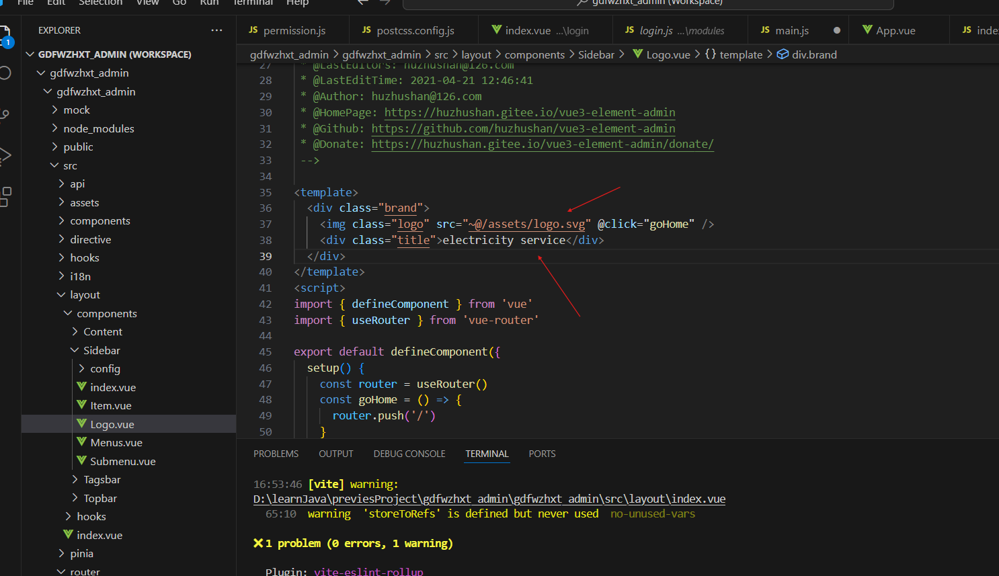 File Edit Selection View Go Run Terminal Help
gdfwzhxt_admin (Workspace)
EXPLORER
JS permission.js JS postcss.config.js index.vue ...\login JS login.js ...\modules JS main.js App.vue JS inde
1
GDFWZHXT_ADMIN (WORKSPACE)
gdfwzhxt_admin > gdfwzhxt_admin > src > layout > components > Sidebar > Logo.vue > {} template > div.brand
gdfwzhxt_admin
gdfwzhxt_admin
mock
node_modules
public
src
api
assets
components
directive
hooks
i18n
layout
components
Content
Sidebar
config
index.vue
Item.vue
Logo.vue
Menus.vue
Submenu.vue
Tagsbar
Topbar
hooks
index.vue
pinia
router
27 * @LastEditors: huzhushan@126.com
28 * @LastEditTime: 2021-04-21 12:46:41
29 * @Author: huzhushan@126.com
30 * @HomePage: https://huzhushan.gitee.io/vue3-element-admin
31 * @Github: https://github.com/huzhushan/vue3-element-admin
32 * @Donate: https://huzhushan.gitee.io/vue3-element-admin/donate/
33 -->
34
35 <template>
36 <div class="brand">
37 <img class="logo" src="~@/assets/logo.svg" @click="goHome" />
38 <div class="title">electricity service</div>
39 </div>
40 </template>
41 <script>
42 import { defineComponent } from 'vue'
43 import { useRouter } from 'vue-router'
44
45 export default defineComponent({
46 setup() {
47 const router = useRouter()
48 const goHome = () => {
49 router.push('/')
50 }
PROBLEMS OUTPUT DEBUG CONSOLE TERMINAL PORTS
16:53:46 [vite] warning:
D:\learnJava\previesProject\gdfwzhxt_admin\gdfwzhxt_admin\src\layout\index.vue
65:10 warning 'storeToRefs' is defined but never used no-unused-vars
1 problem (0 errors, 1 warning)
Plugin: vite-eslint-rollup